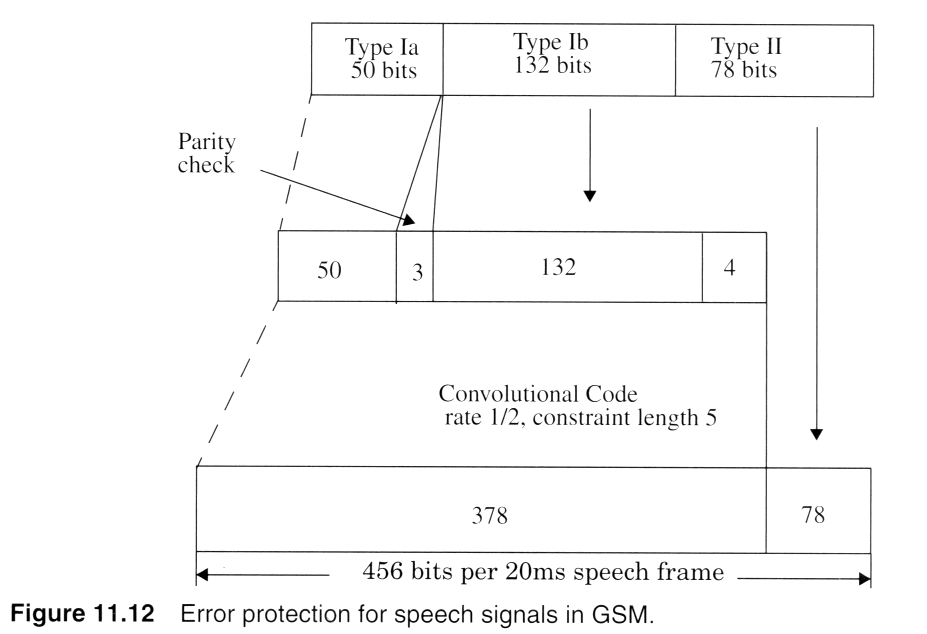 Type Ia
50 bits
Type Ib
132 bits
Type II
78 bits
Parity
check
50
3
132
4
Convolutional Code
rate 1/2, constraint length 5
378
78
456 bits per 20ms speech frame
Figure 11.12 Error protection for speech signals in GSM.